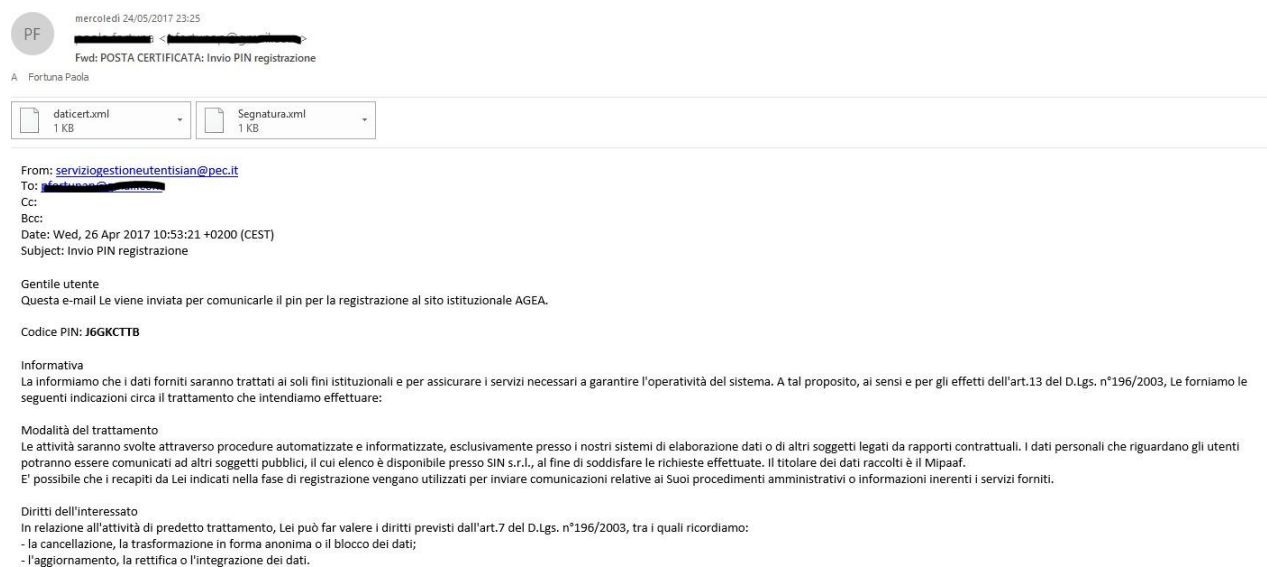 mercoledì 24/05/2017 23:25
PF
Fwd: POSTA CERTIFICATA: Invio PIN registrazione
A Fortuna Paola
daticert.xml
1 KB
Segnatura.xml
1 KB
From: serviziogestioneutentisian@pec.it
To:
Cc:
Bcc:
Date: Wed, 26 Apr 2017 10:53:21 +0200 (CEST)
Subject: Invio PIN registrazione
Gentile utente
Questa e-mail Le viene inviata per comunicarle il pin per la registrazione al sito istituzionale AGEA.
Codice PIN: J6GKCTTB
Informativa
La informiamo che i dati forniti saranno trattati ai soli fini istituzionali e per assicurare i servizi necessari a garantire l'operatività del sistema. A tal proposito, ai sensi e per gli effetti dell'art.13 del D.Lgs. n°196/2003, Le forniamo le
seguenti indicazioni circa il trattamento che intendiamo effettuare:
Modalità del trattamento
Le attività saranno svolte attraverso procedure automatizzate e informatizzate, esclusivamente presso i nostri sistemi di elaborazione dati o di altri soggetti legati da rapporti contrattuali. I dati personali che riguardano gli utenti
potranno essere comunicati ad altri soggetti pubblici, il cui elenco è disponibile presso SIN s.r.l., al fine di soddisfare le richieste effettuate. Il titolare dei dati raccolti è il Mipaaf.
E' possibile che i recapiti da Lei indicati nella fase di registrazione vengano utilizzati per inviare comunicazioni relative ai Suoi procedimenti amministrativi o informazioni inerenti i servizi forniti.
Diritti dell'interessato
In relazione all'attività di predetto trattamento, Lei può far valere i diritti previsti dall'art.7 del D.Lgs. n°196/2003, tra i quali ricordiamo:
- la cancellazione, la trasformazione in forma anonima o il blocco dei dati;
- l'aggiornamento, la rettifica o l'integrazione dei dati.